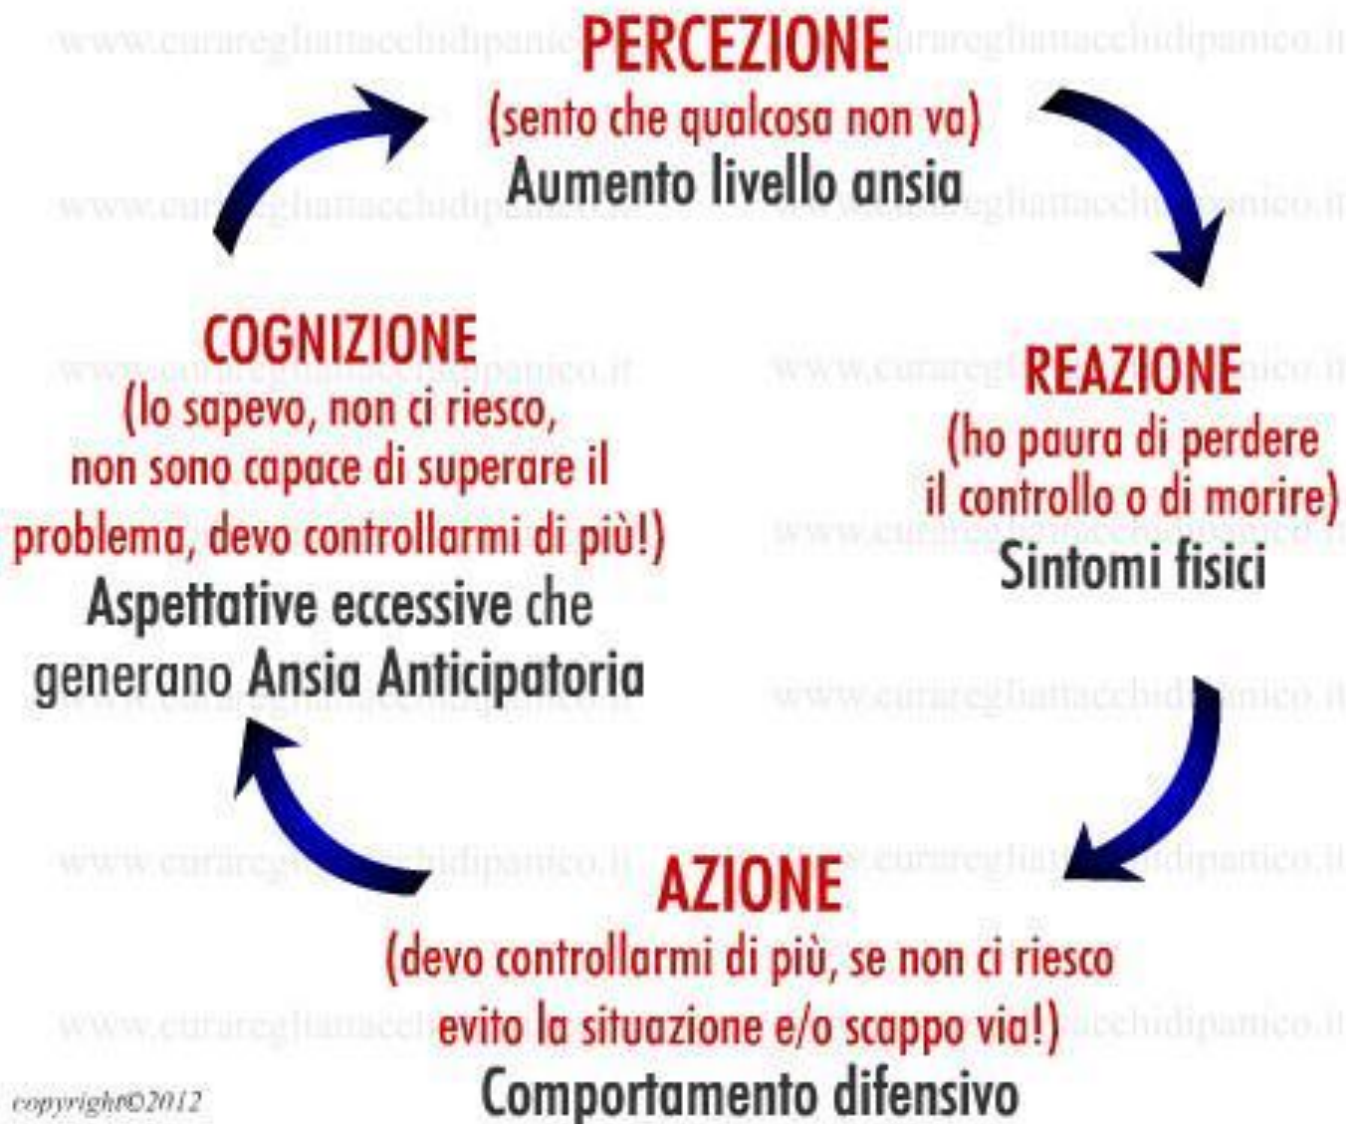 PERCEZIONE
(sento che qualcosa non va)
Aumento livello ansia
REAZIONE
(ho paura di perdere
il controllo o di morire)
Sintomi fisici
AZIONE
(devo controllarmi di più, se non ci riesco
evito la situazione e/o scappo via!)
Comportamento difensivo
COGNIZIONE
(lo sapevo, non ci riesco,
non sono capace di superare il
problema, devo controllarmi di più!)
Aspettative eccessive che
generano Ansia Anticipatoria
copyright©2012
www.curaregliattacchidipanico.it